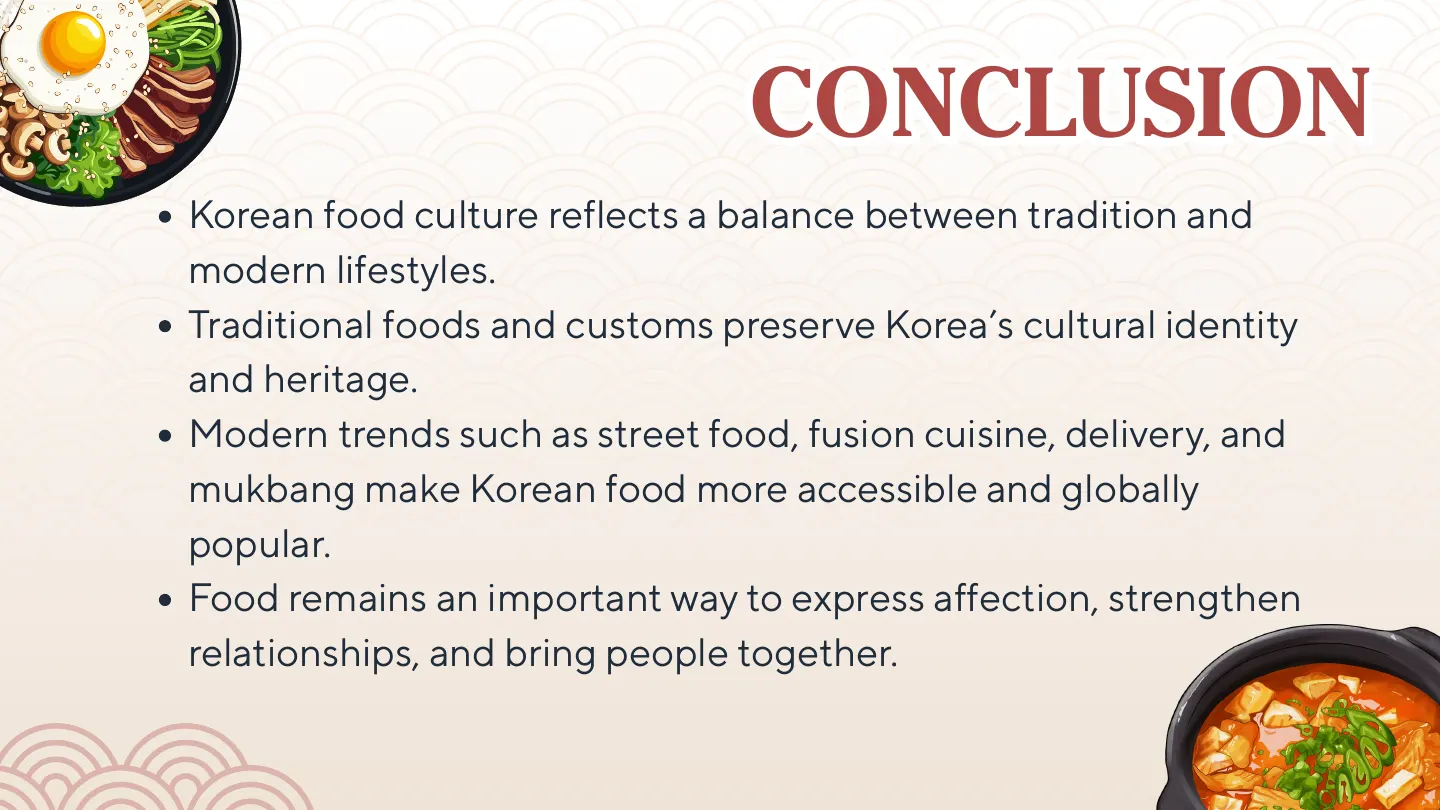 CONCLUSION
• Korean food culture reflects a balance between tradition and
modern lifestyles.
• Traditional foods and customs preserve Korea’s cultural identity
and heritage.
• Modern trends such as street food, fusion cuisine, delivery, and
mukbang make Korean food more accessible and globally
popular.
• Food remains an important way to express affection, strengthen
relationships, and bring people together.